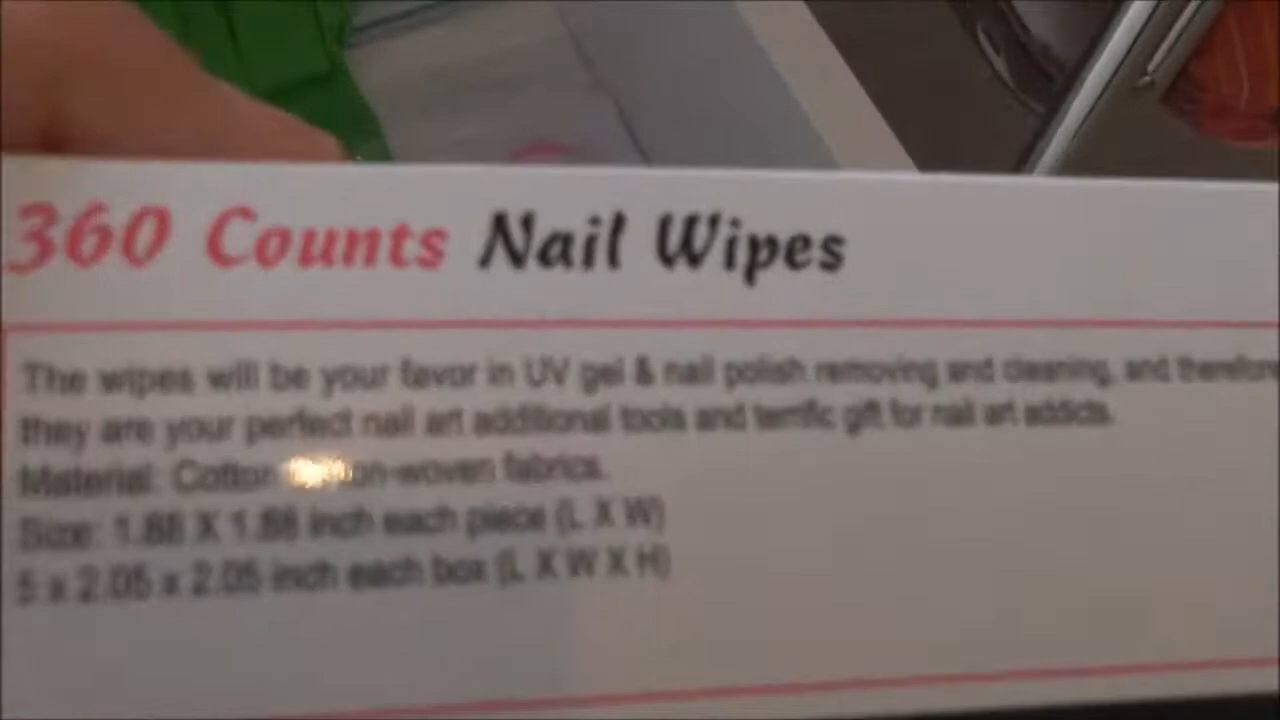 360 Counts Nail Wipes
The wipes will be your favor in UV gel & nail polish removing and cleaning, and therefore
they are your perfect nail art additional tools and terrific gift for nail art addicts.
Material: Cotton non-woven fabrics.
Size: 1.88 X 1.88 inch each piece (L X W)
5 x 2.05 x 2.05 inch each box (L X W X H)